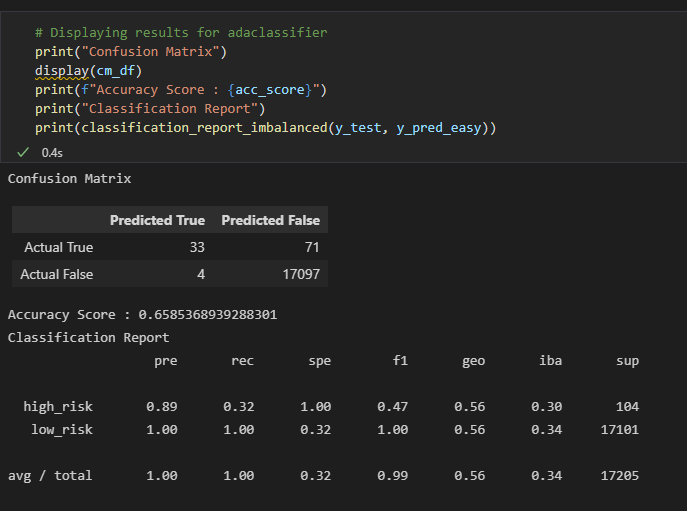 # Displaying results for adaclassifier
print("Confusion Matrix")
display(cm_df)
print(f"Accuracy Score : {acc_score}")
print("Classification Report")
print(classification_report_imbalanced(y_test, y_pred_easy))
0.4s
Confusion Matrix
Predicted True Predicted False
Actual True 33 71
Actual False 4 17097
Accuracy Score : 0.6585368939288301
Classification Report
pre rec spe f1 geo iba sup
high_risk 0.89 0.32 1.00 0.47 0.56 0.30 104
low_risk 1.00 1.00 0.32 1.00 0.56 0.34 17101
avg / total 1.00 1.00 0.32 0.99 0.56 0.34 17205